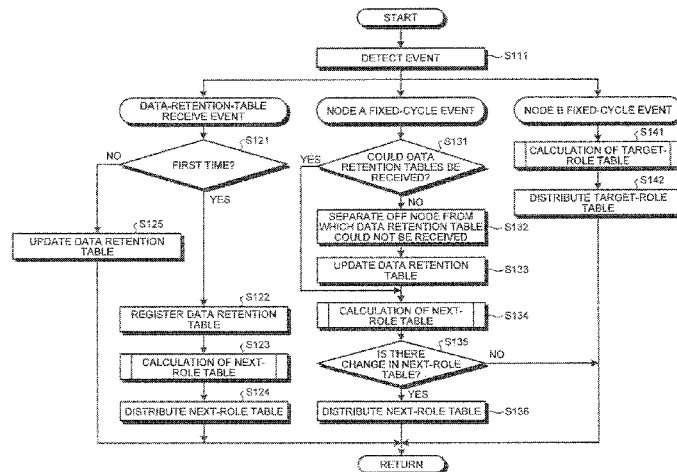 START
DETECT EVENT
S111
DATA-RETENTION-TABLE
RECEIVE EVENT
NODE A FIXED-CYCLE EVENT
NODE B FIXED-CYCLE EVENT
S121
FIRST TIME?
NO
YES
S125
UPDATE DATA RETENTION
TABLE
S122
REGISTER DATA RETENTION
TABLE
S123
CALCULATION OF NEXT-
ROLE TABLE
S124
DISTRIBUTE NEXT-ROLE TABLE
S131
COULD DATA
RETENTION TABLES BE
RECEIVED?
YES
NO
SEPARATE OFF NODE FROM
WHICH DATA RETENTION TABLE
COULD NOT BE RECEIVED
S132
UPDATE DATA RETENTION
TABLE
S133
CALCULATION OF NEXT-
ROLE TABLE
S134
S135
IS THERE
CHANGE IN NEXT-ROLE
TABLE?
NO
YES
DISTRIBUTE NEXT-ROLE TABLE
S136
S141
CALCULATION OF TARGET-
ROLE TABLE
S142
DISTRIBUTE TARGET-ROLE
TABLE
RETURN